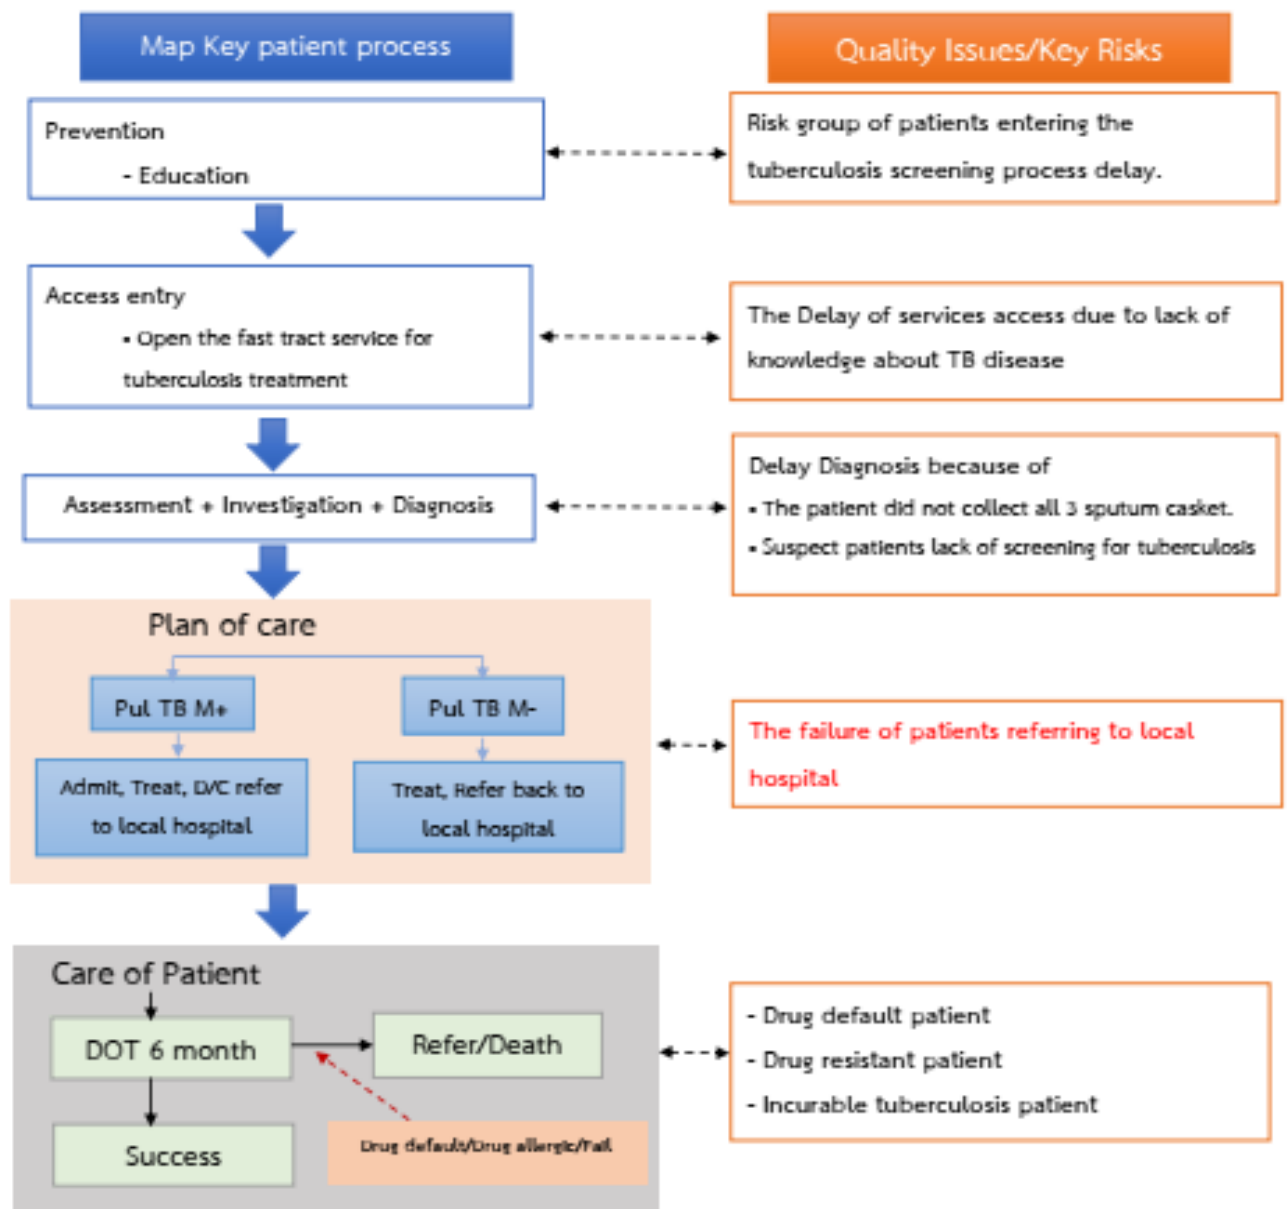 Map Key patient process
Quality Issues/Key Risks
Prevention
- Education
Risk group of patients entering the
tuberculosis screening process delay.
Access entry
▪ Open the fast tract service for
tuberculosis treatment
The Delay of services access due to lack of
knowledge about TB disease
Assessment + Investigation + Diagnosis
Delay Diagnosis because of
▪ The patient did not collect all 3 sputum casket.
▪ Suspect patients lack of screening for tuberculosis
Plan of care
Pul TB M+
Pul TB M-
Admit, Treat, D/C refer
to local hospital
Treat, Refer back to
local hospital
The failure of patients referring to local
hospital
Care of Patient
DOT 6 month
Refer/Death
Success
Drug default/Drug allergic/Fail
- Drug default patient
- Drug resistant patient
- Incurable tuberculosis patient